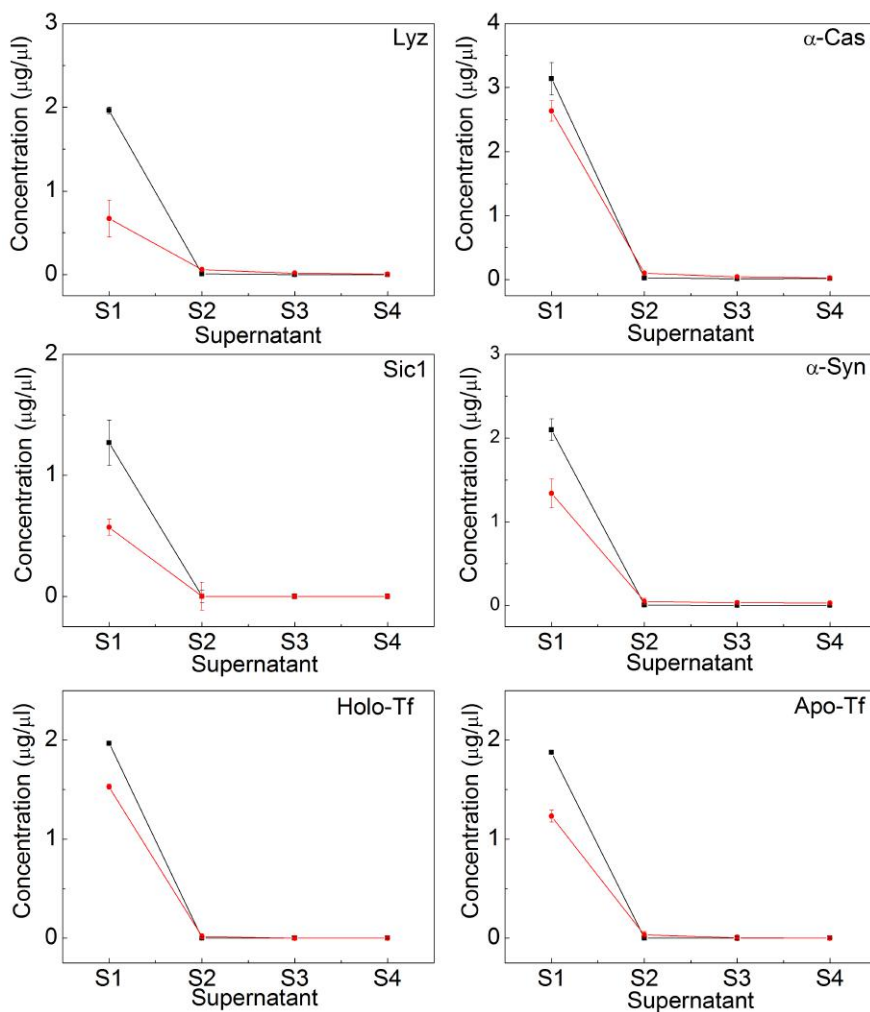 Lyz
3
2
1
0
Concentration (μg/μl)
S1 S2 S3 S4
Supernatant
α-Cas
4
3
2
1
0
Concentration (μg/μl)
S1 S2 S3 S4
Supernatant
Sic1
2
1
0
Concentration (μg/μl)
S1 S2 S3 S4
Supernatant
α-Syn
3
2
1
0
Concentration (μg/μl)
S1 S2 S3 S4
Supernatant
Holo-Tf
2
1
0
Concentration (μg/μl)
S1 S2 S3 S4
Supernatant
Apo-Tf
2
1
0
Concentration (μg/μl)
S1 S2 S3 S4
Supernatant